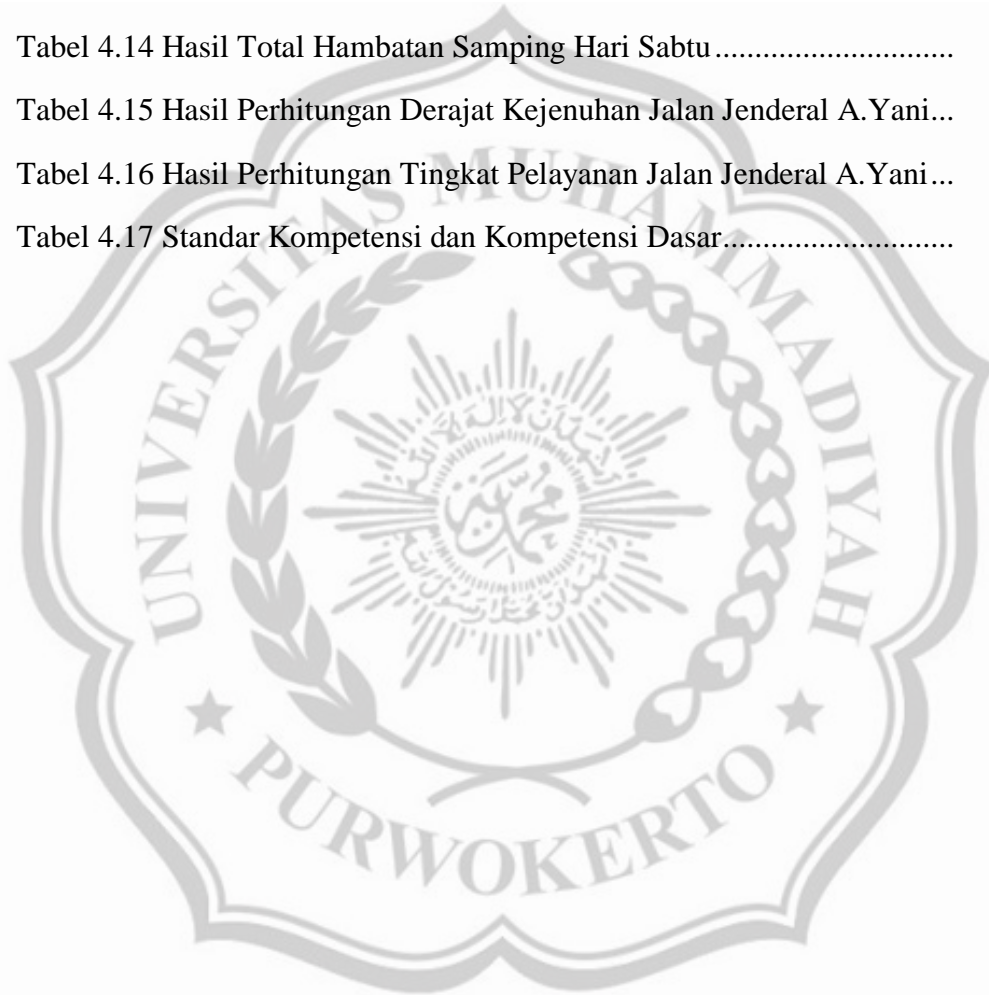 Tabel 4.14 Hasil Total Hambatan Samping Hari Sabtu............................
Tabel 4.15 Hasil Perhitungan Derajat Kejenuhan Jalan Jenderal A.Yani...
Tabel 4.16 Hasil Perhitungan Tingkat Pelayanan Jalan Jenderal A.Yani...
Tabel 4.17 Standar Kompetensi dan Kompetensi Dasar...........................
UNIVERSITAS MUHAMMADIYAH
PURWOKERTO
محمد